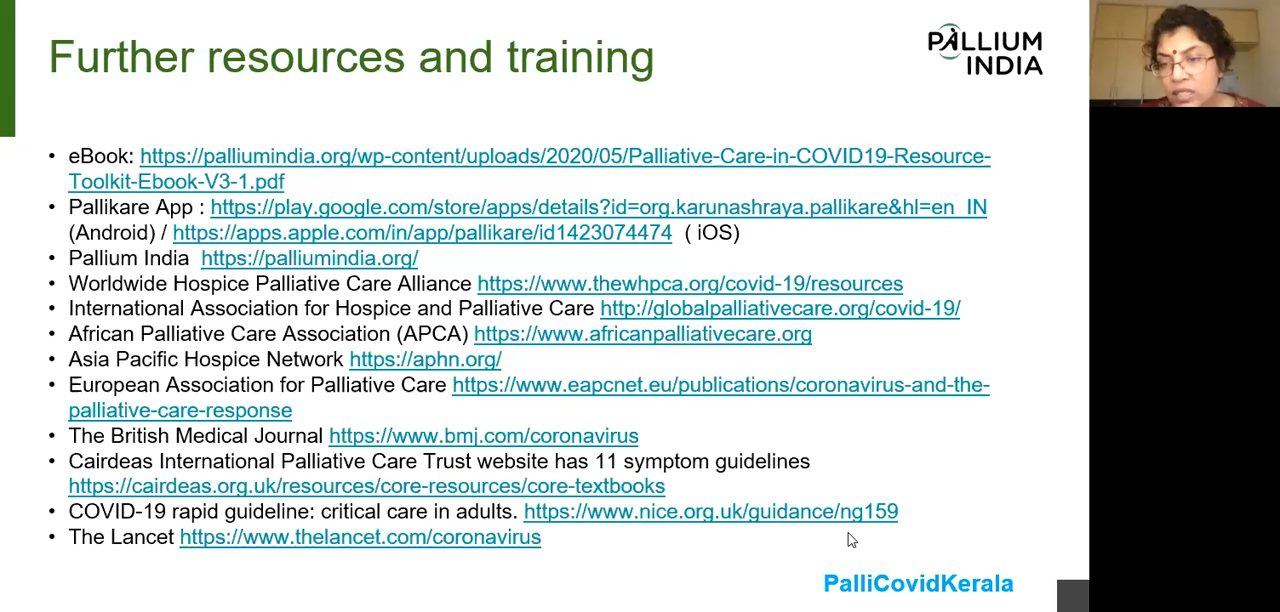 Further resources and training
PALLIUM
INDIA
• eBook: https://palliumindia.org/wp-content/uploads/2020/05/Palliative-Care-in-COVID19-Resource-
Toolkit-Ebook-V3-1.pdf
• Pallikare App : https://play.google.com/store/apps/details?id=org.karunashraya.pallikare&hl=en_IN
(Android) / https://apps.apple.com/in/app/pallikare/id1423074474 ( iOS)
• Pallium India https://palliumindia.org/
• Worldwide Hospice Palliative Care Alliance https://www.thewhpca.org/covid-19/resources
• International Association for Hospice and Palliative Care http://globalpalliativecare.org/covid-19/
• African Palliative Care Association (APCA) https://www.africanpalliativecare.org
• Asia Pacific Hospice Network https://aphn.org/
• European Association for Palliative Care https://www.eapcnet.eu/publications/coronavirus-and-the-
palliative-care-response
• The British Medical Journal https://www.bmj.com/coronavirus
• Cairdeas International Palliative Care Trust website has 11 symptom guidelines
https://cairdeas.org.uk/resources/core-resources/core-textbooks
• COVID-19 rapid guideline: critical care in adults. https://www.nice.org.uk/guidance/ng159
• The Lancet https://www.thelancet.com/coronavirus
PalliCovidKerala